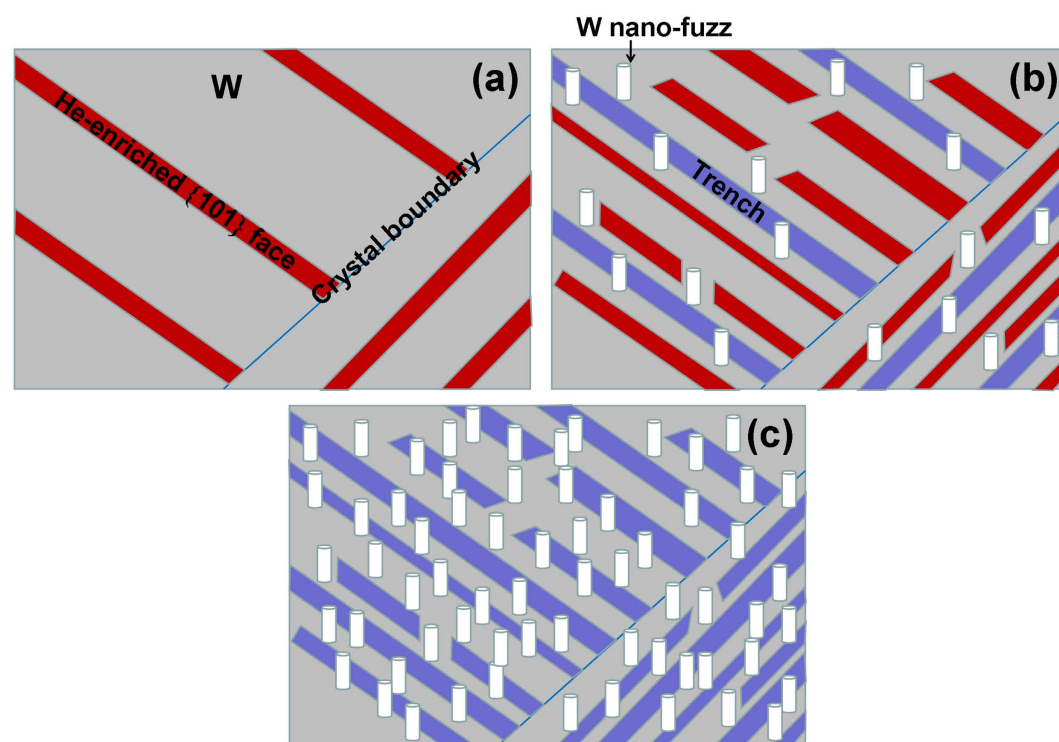 W nano-fuzz
(a)
W
He-enriched {101} face
Crystal boundary
(b)
Trench
(c)